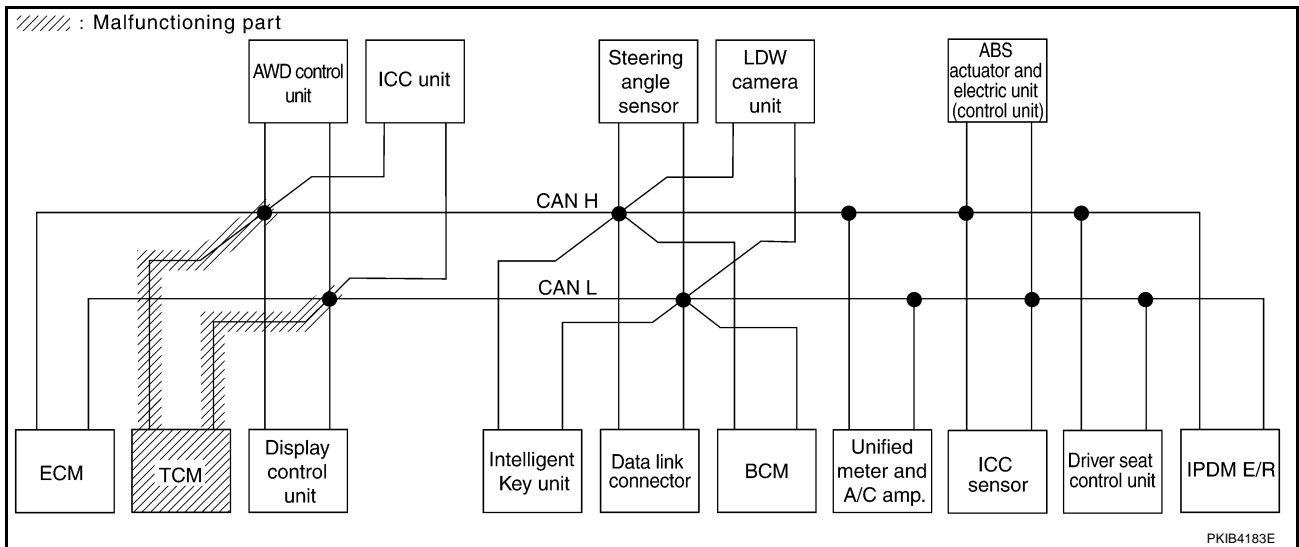 : Malfunctioning part
AWD control
unit
ICC unit
Steering
angle
sensor
LDW
camera
unit
ABS
actuator and
electric unit
(control unit)
CAN H
CAN L
ECM
TCM
Display
control
unit
Intelligent
Key unit
Data link
connector
BCM
Unified
meter and
A/C amp.
ICC
sensor
Driver seat
control unit
IPDM E/R
PKIB4183E